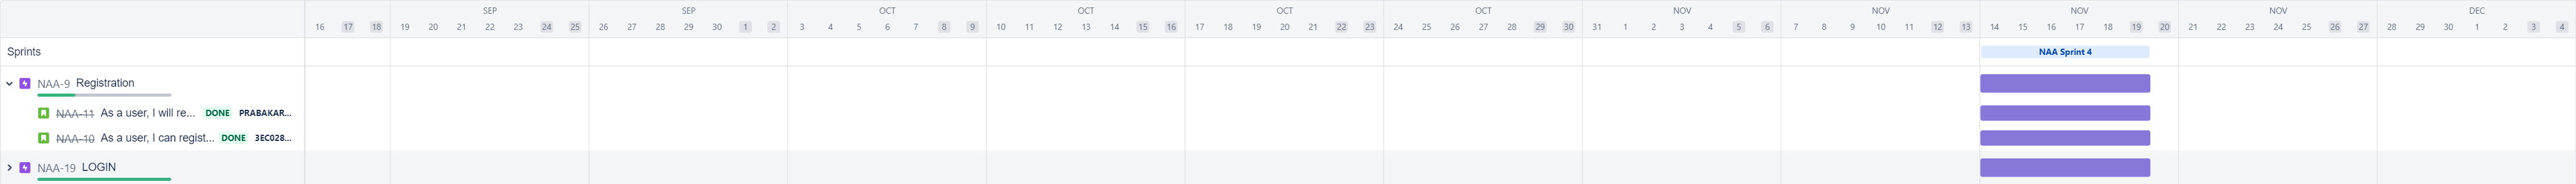 SEP SEP OCT OCT OCT OCT NOV NOV NOV NOV DEC
16 17 18 19 20 21 22 23 24 25 26 27 28 29 30 1 2 3 4 5 6 7 8 9 10 11 12 13 14 15 16 17 18 19 20 21 22 23 24 25 26 27 28 29 30 31 1 2 3 4 5 6 7 8 9 10 11 12 13 14 15 16 17 18 19 20 21 22 23 24 25 26 27 28 29 30 1 2 3 4
Sprints NAA Sprint 4
NAA-9 Registration
NAA-11 As a user, I will re... DONE PRABAKAR...
NAA-10 As a user, I can regist... DONE 3EC028...
NAA-19 LOGIN